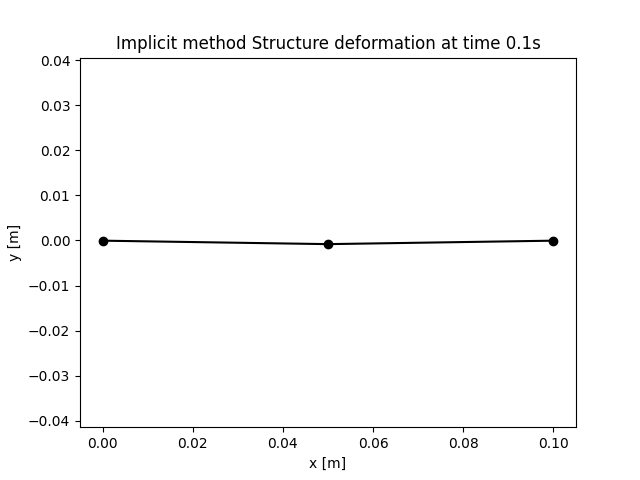 Implicit method Structure deformation at time 0.1s
0.04
0.03
0.02
0.01
0.00
−0.01
−0.02
−0.03
−0.04
y [m]
0.00 0.02 0.04 0.06 0.08 0.10
x [m]